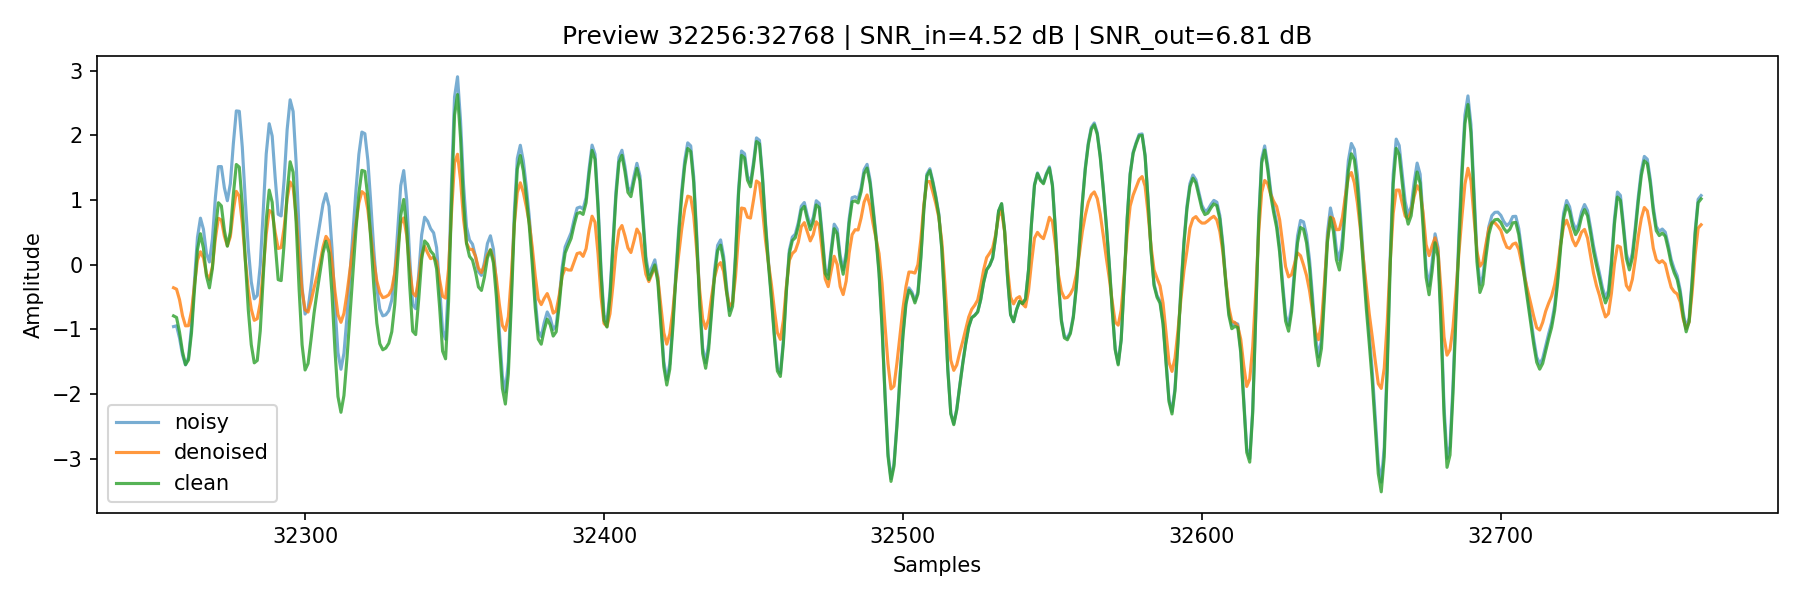 Preview 32256:32768 | SNR_in=4.52 dB | SNR_out=6.81 dB
Amplitude
3
2
1
0
−1
−2
−3
noisy
denoised
clean
32300 32400 32500 32600 32700
Samples